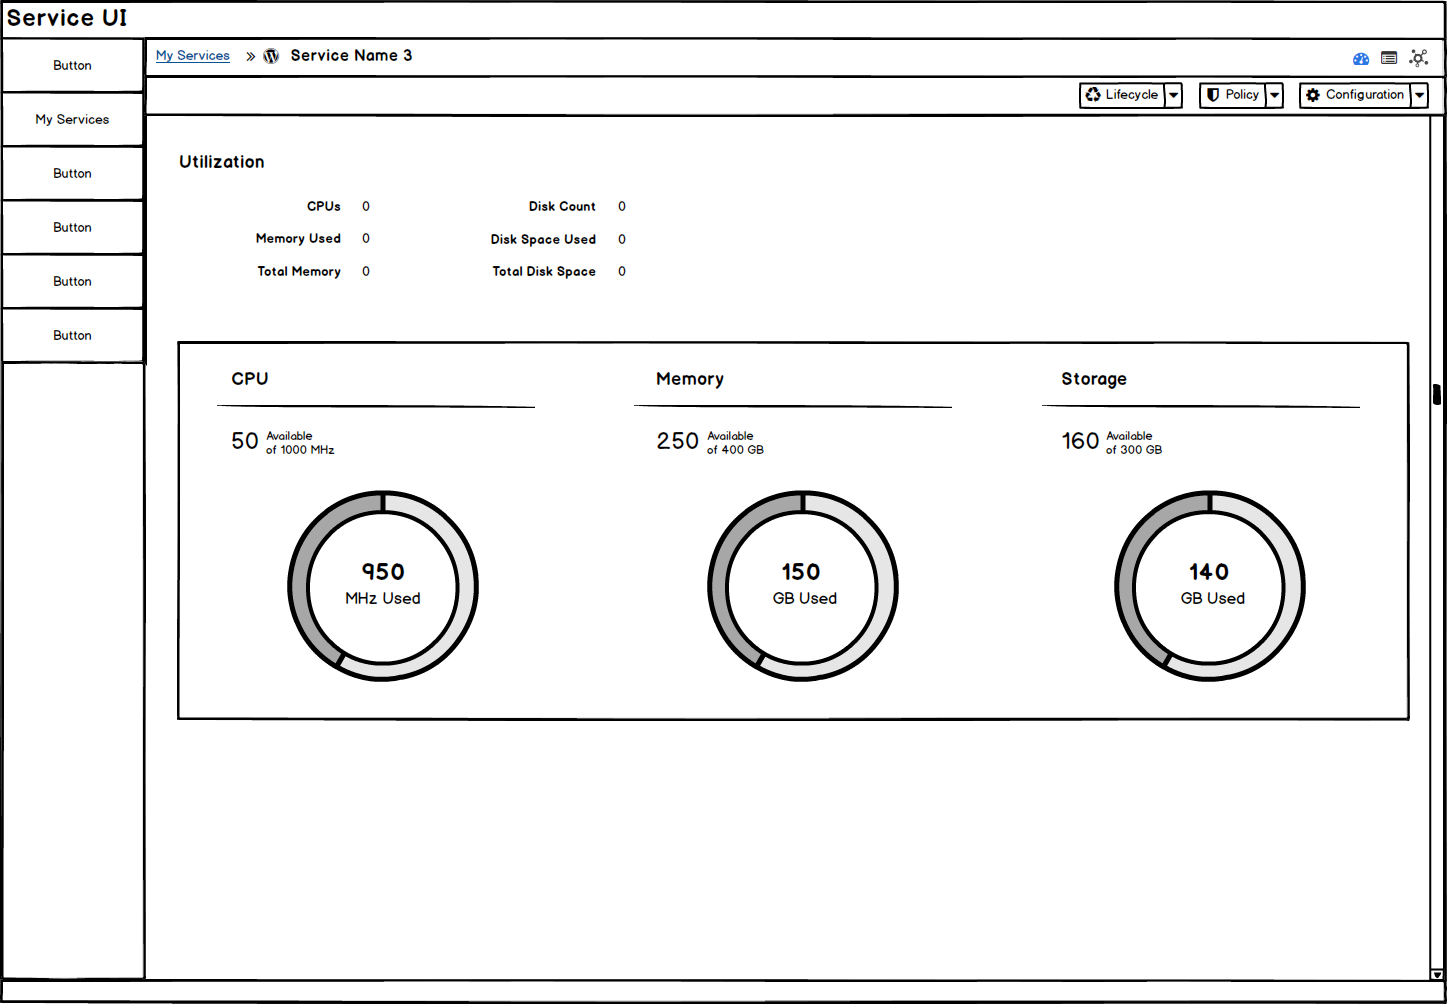 Service UI
Button
My Services
Button
Button
Button
Button
My Services » Service Name 3
Lifecycle Policy Configuration
Utilization
CPUs 0 Disk Count 0
Memory Used 0 Disk Space Used 0
Total Memory 0 Total Disk Space 0
CPU
50 Available
of 1000 MHz
950
MHz Used
Memory
250 Available
of 400 GB
150
GB Used
Storage
160 Available
of 300 GB
140
GB Used